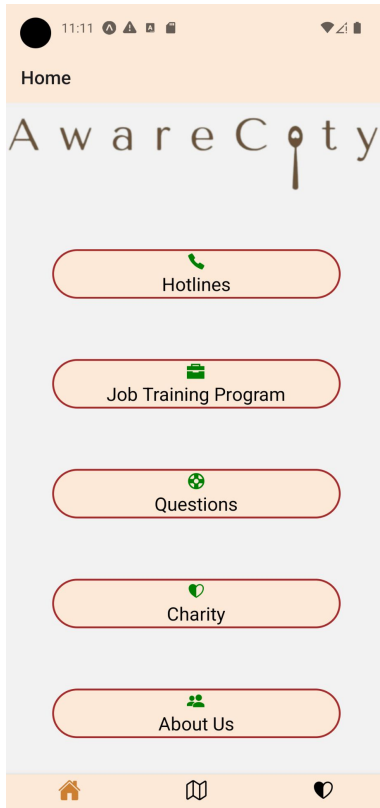 11:11
Home
AwareCity
Hotlines
Job Training Program
Questions
Charity
About Us